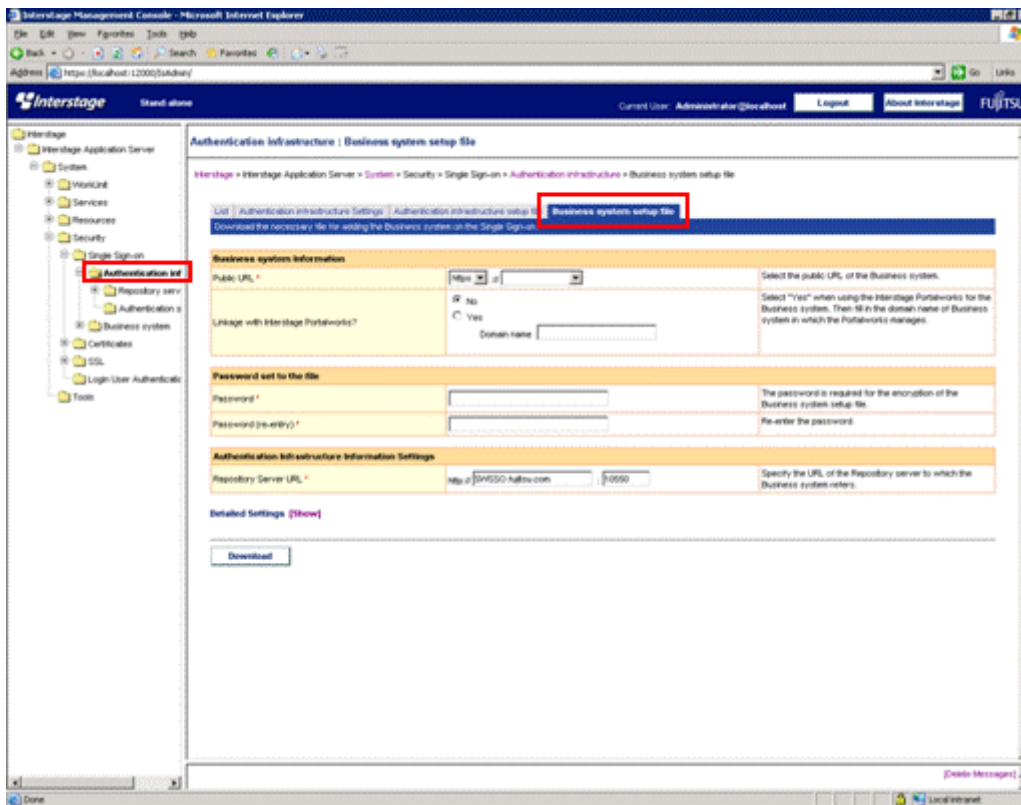 Interstage Management Console - Microsoft Internet Explorer
File Edit View Favorites Tools Help
Back Search Favorites
Address https://localhost:12000/IsAdmin/ Go Links
Interstage Stand-alone Current User: Administrator@localhost Logout About Interstage FUJITSU
Interstage
Interstage Application Server
System
WorkUnit
Services
Resources
Security
Single Sign-on
Authentication inf
Repository serv
Authentication s
Business system
Certificates
SSL
Login User Authenticatic
Tools
Authentication infrastructure : Business system setup file
Interstage > Interstage Application Server > System > Security > Single Sign-on > Authentication infrastructure > Business system setup file
List Authentication infrastructure Settings Authentication infrastructure setup fil Business system setup file
Download the necessary file for adding the Business system on the Single Sign-on.
Business system information
Public URL * https :// Select the public URL of the Business system.
Linkage with Interstage Portalworks?
No
Yes
Domain name
Select "Yes" when using the Interstage Portalworks for the
Business system. Then fill in the domain name of Business
system in which the Portalworks manages.
Password set to the file
Password *
The password is required for the encryption of the
Business system setup file.
Password (re-entry) * Re-enter the password.
Authentication Infrastructure Information Settings
Repository Server URL * http:// SWSSO.fujitsu.com : 10550
Specify the URL of the Repository server to which the
Business system refers.
Detailed Settings [Show]
Download
[Delete Messages]
Done Local intranet